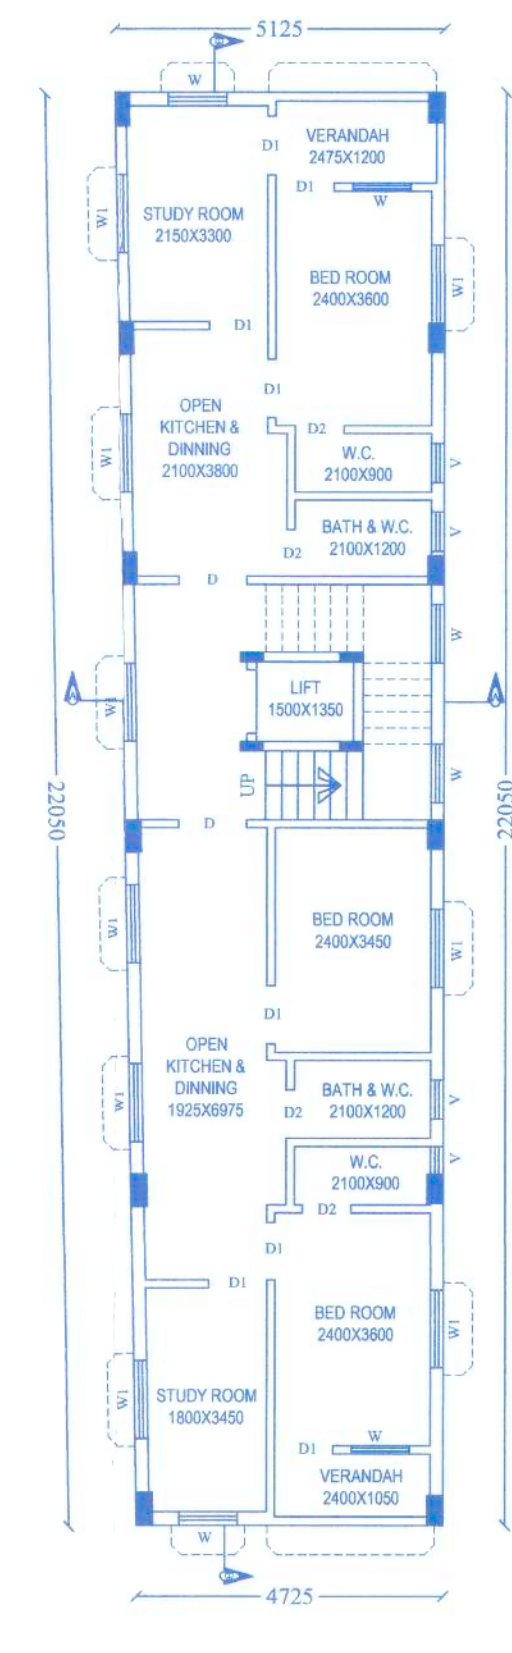 5125
W
VERANDAH
2475X1200
D1
D1
W
W1
STUDY ROOM
2150X3300
BED ROOM
2400X3600
W1
D1
D1
OPEN
KITCHEN &
DINNING
2100X3800
W1
D2
W.C.
2100X900
V
BATH & W.C.
2100X1200
V
D2
D
W
LIFT
1500X1350
A
W1
A
UP
W
22050
22050
D
W1
BED ROOM
2400X3450
W1
D1
OPEN
KITCHEN &
DINNING
1925X6975
W1
BATH & W.C.
2100X1200
V
D2
V
W.C.
2100X900
D2
D1
D1
BED ROOM
2400X3600
W1
W1
STUDY ROOM
1800X3450
W
D1
VERANDAH
2400X1050
W
4725